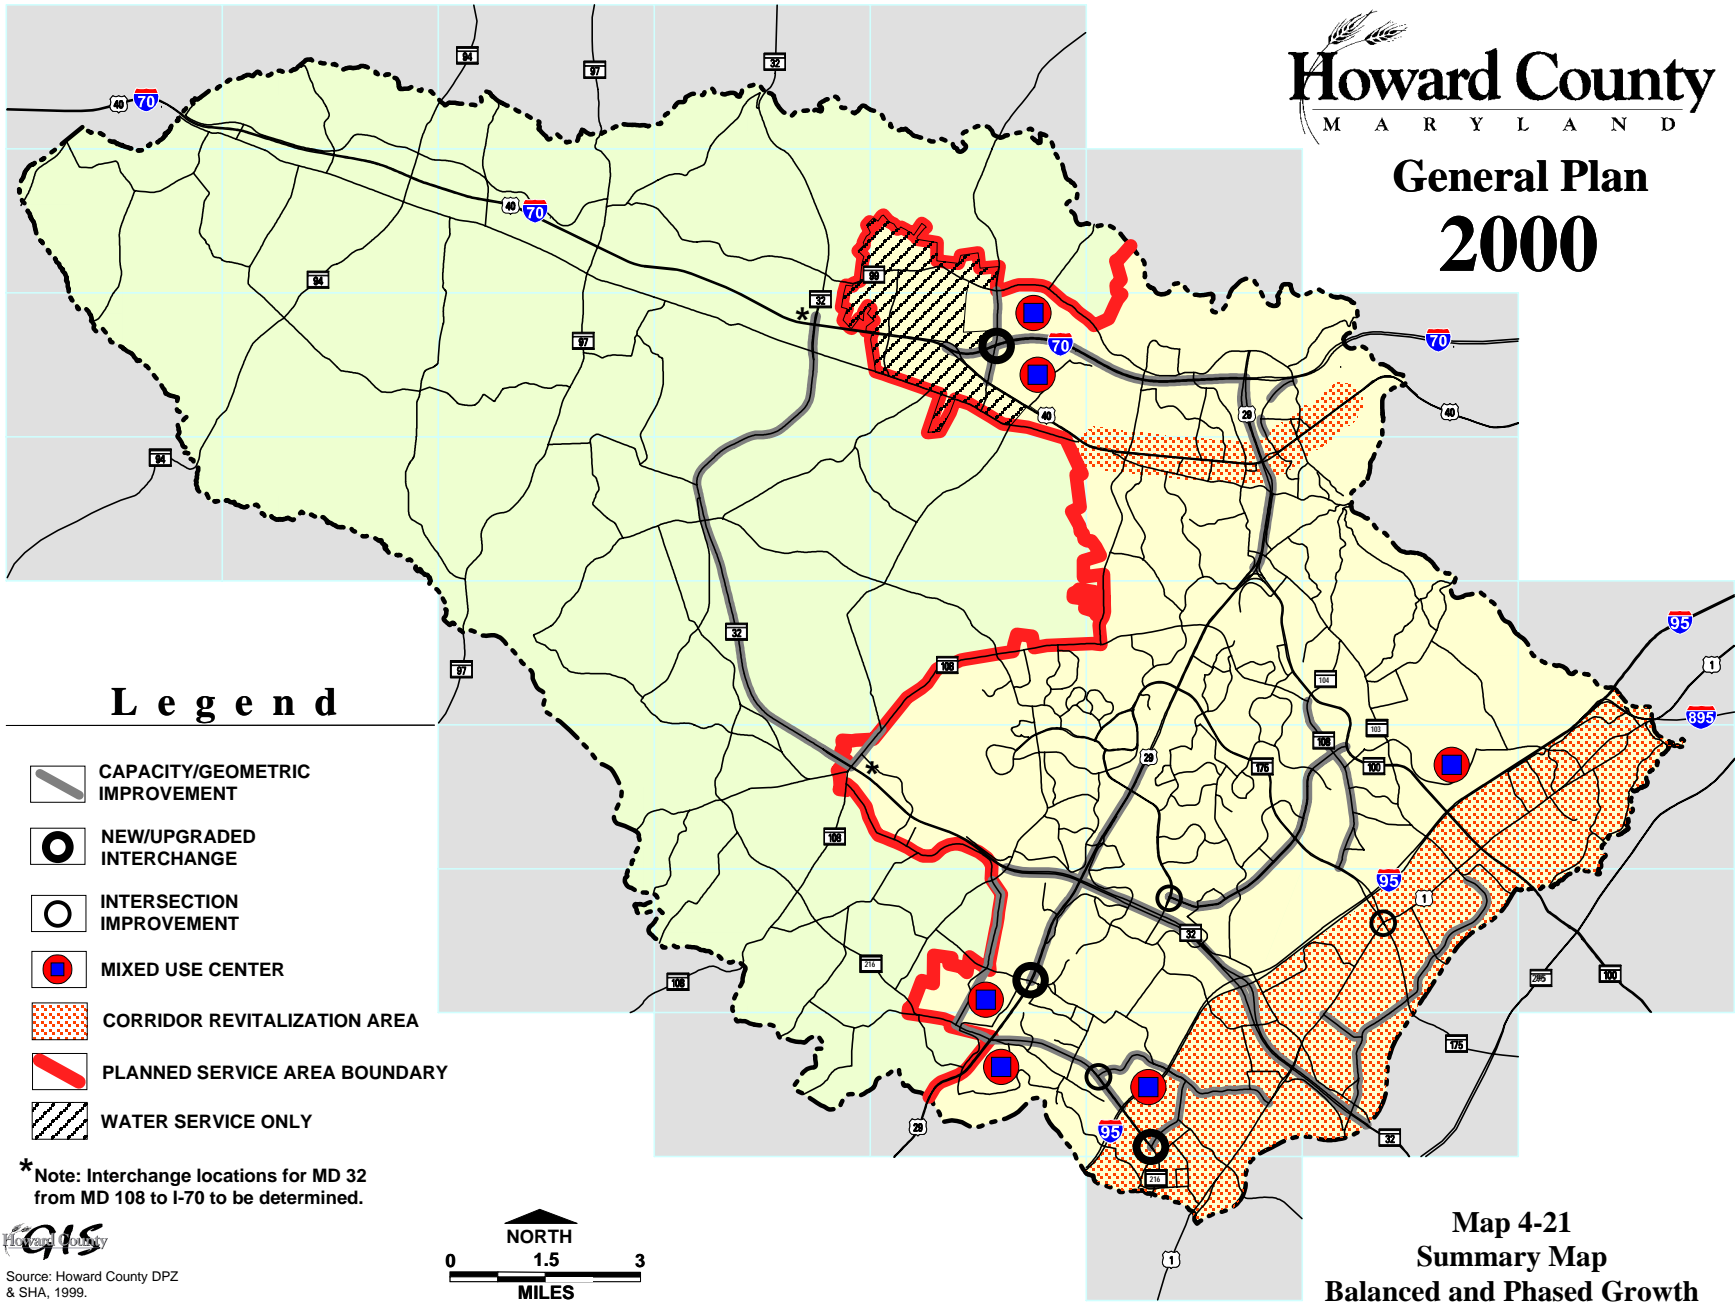 Howard County
MARYLAND
General Plan
2000
94
97
32
40
70
40
70
94
99
32
97
70
70
40
29
40
94
32
97
108
95
1
895
104
103
108
29
175
100
108
95
1
32
216
108
100
175
29
95
32
216
1
Legend
CAPACITY/GEOMETRIC
IMPROVEMENT
NEW/UPGRADED
INTERCHANGE
INTERSECTION
IMPROVEMENT
MIXED USE CENTER
CORRIDOR REVITALIZATION AREA
PLANNED SERVICE AREA BOUNDARY
WATER SERVICE ONLY
*Note: Interchange locations for MD 32
from MD 108 to I-70 to be determined.
Howard County
GIS
Source: Howard County DPZ
& SHA, 1999.
NORTH
0 1.5 3
MILES
Map 4-21
Summary Map
Balanced and Phased Growth